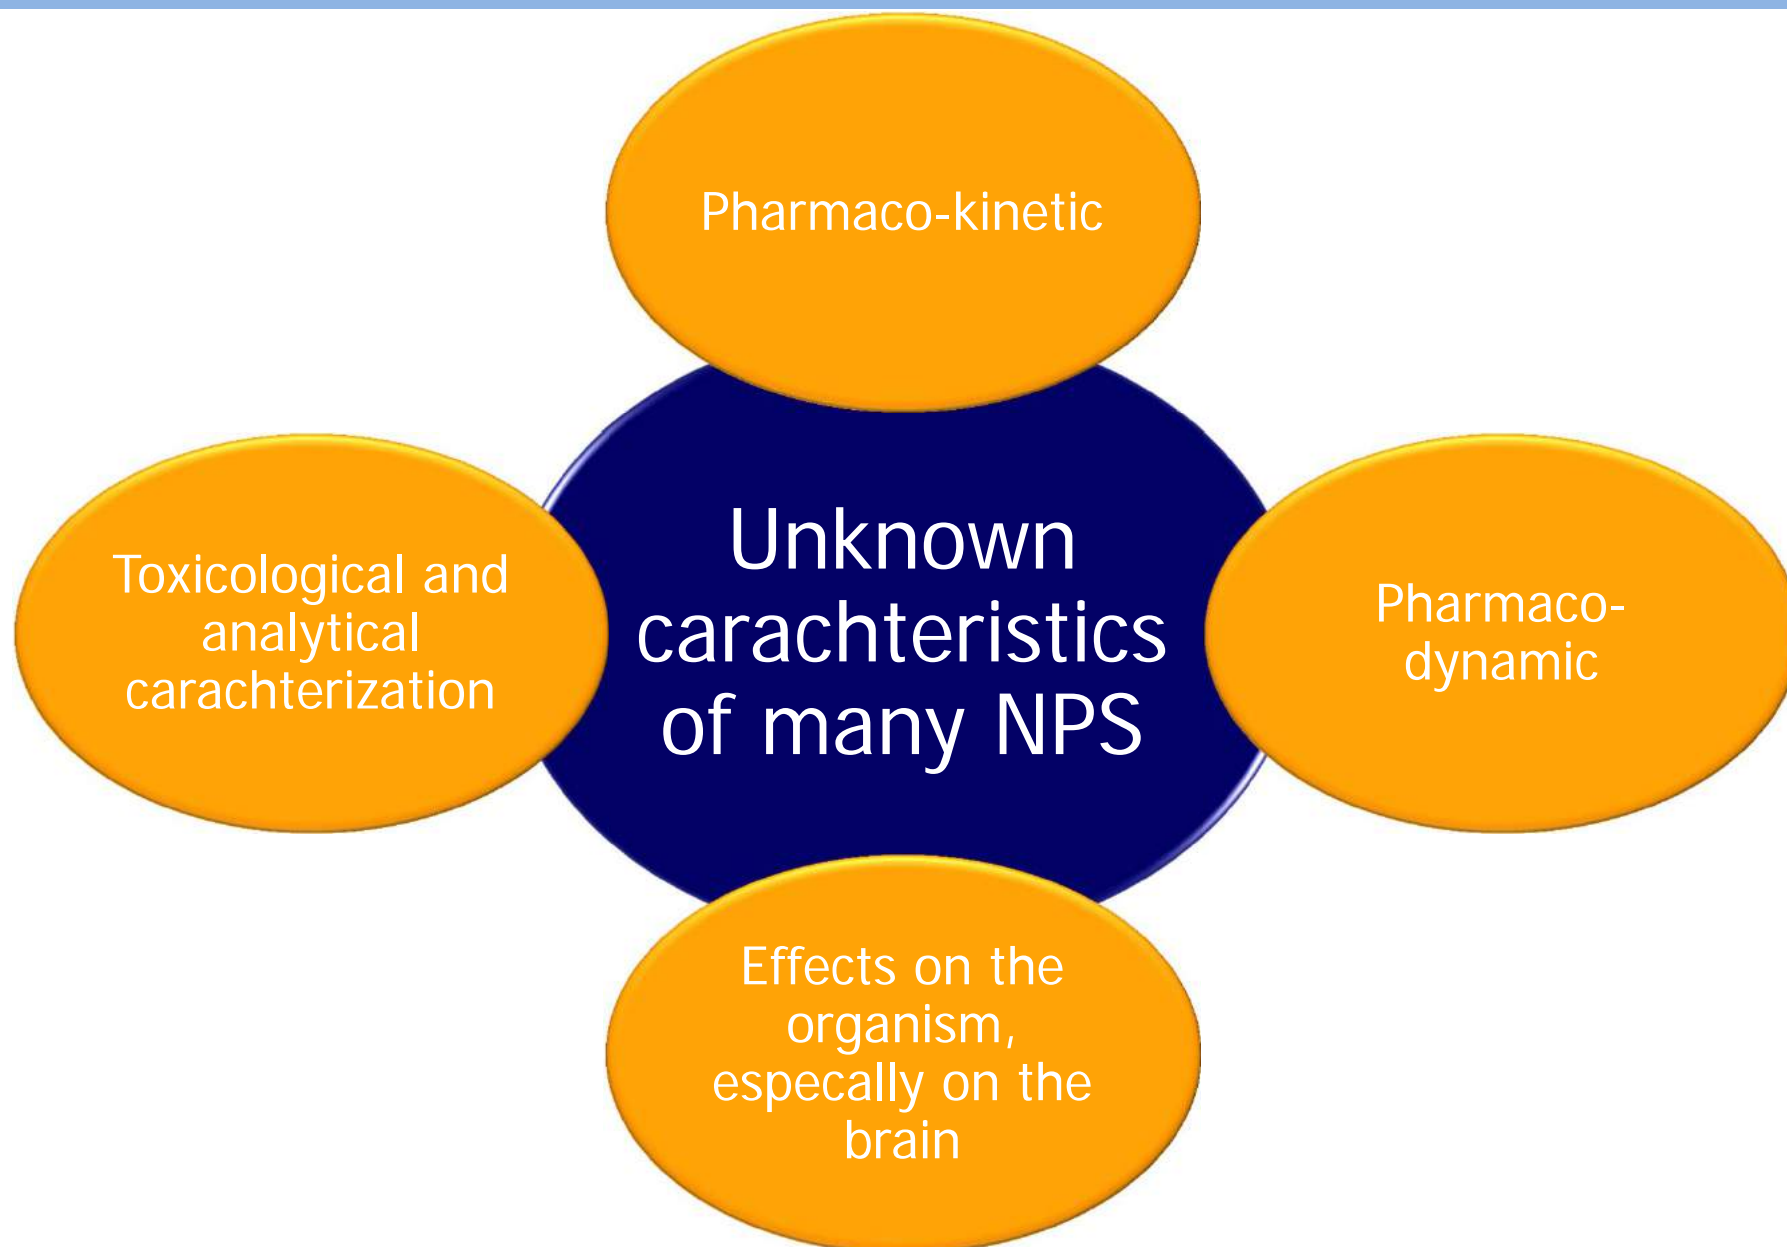 Pharmaco-kinetic
Unknown
carachteristics
of many NPS
Toxicological and
analytical
carachterization
Pharmaco-
dynamic
Effects on the
organism,
especally on the
brain